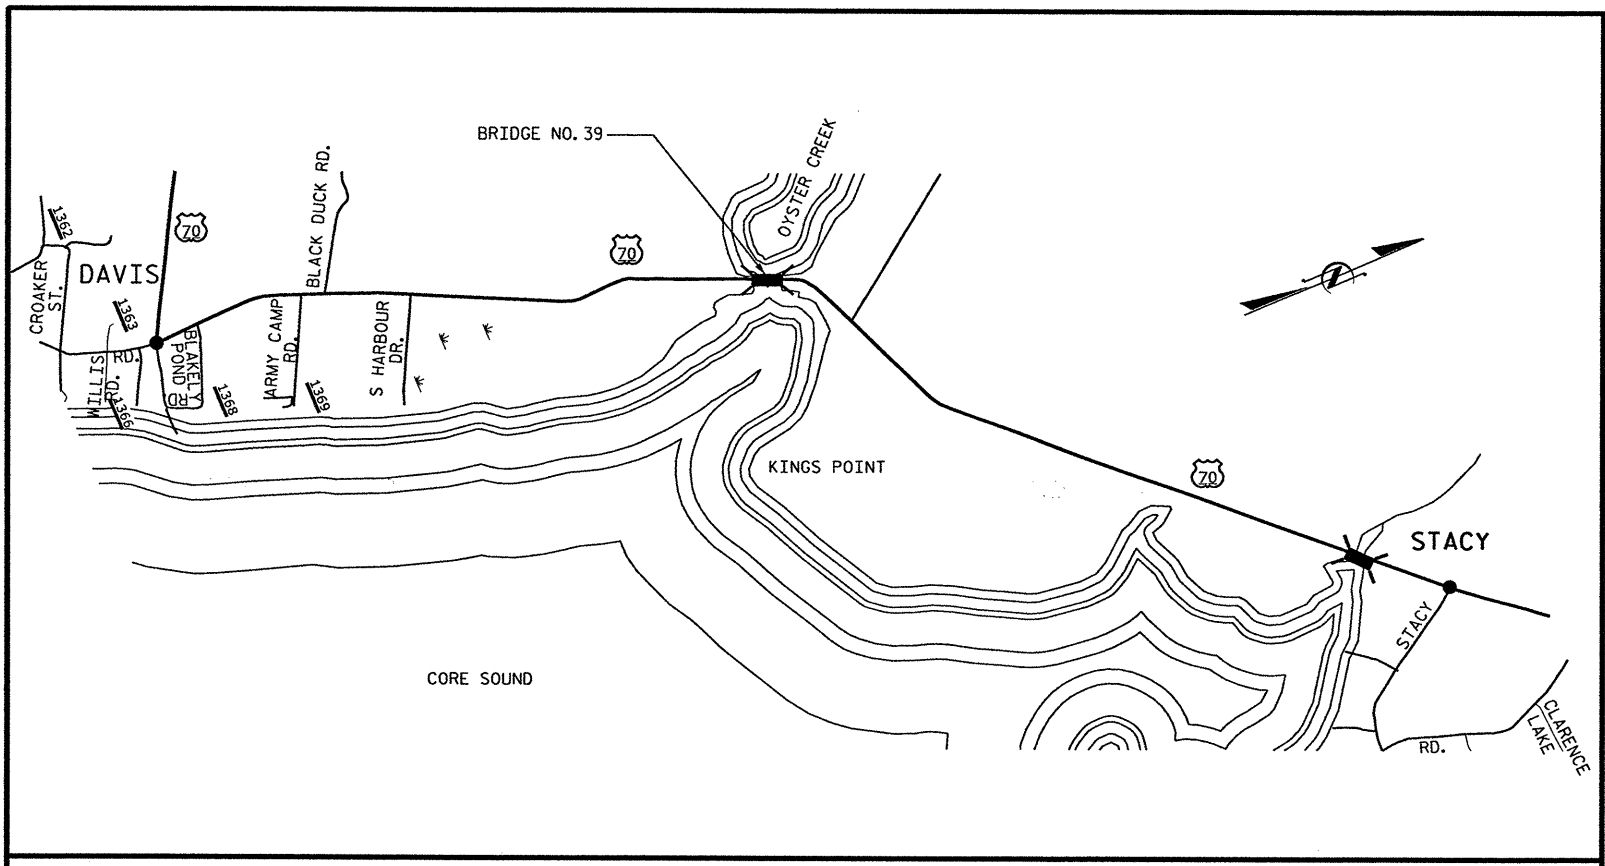 BRIDGE NO. 39
OYSTER CREEK
BLACK DUCK RD.
1362
70
70
DAVIS
CROAKER
ST.
1363
ARMY CAMP
RD.
S HARBOUR
DR.
BLAKELY
POND RD
RD.
WILLIS
RD.
1366
1368
1369
KINGS POINT
70
STACY
STACY
RD.
CORE SOUND
CLARENCE
LAKE